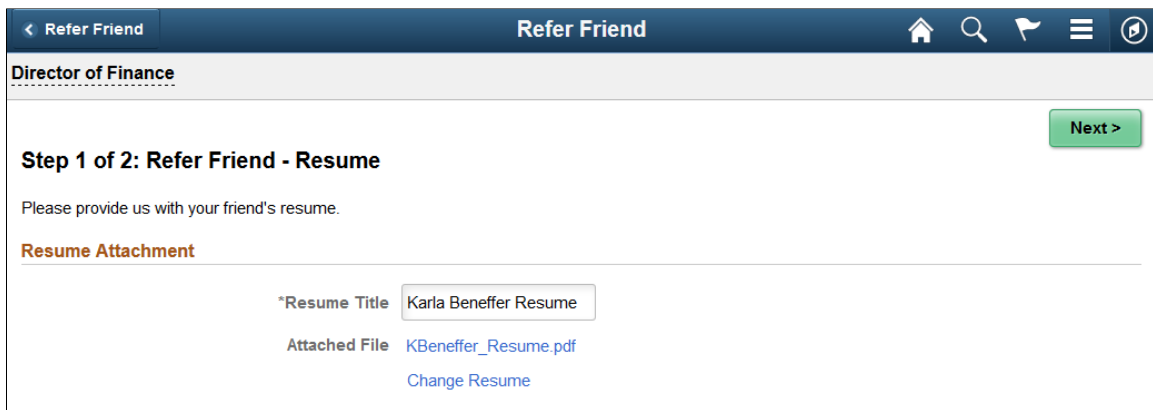 Refer Friend
Refer Friend
Director of Finance
Next >
Step 1 of 2: Refer Friend - Resume
Please provide us with your friend's resume.
Resume Attachment
*Resume Title Karla Beneffer Resume
Attached File KBeneffer_Resume.pdf
Change Resume